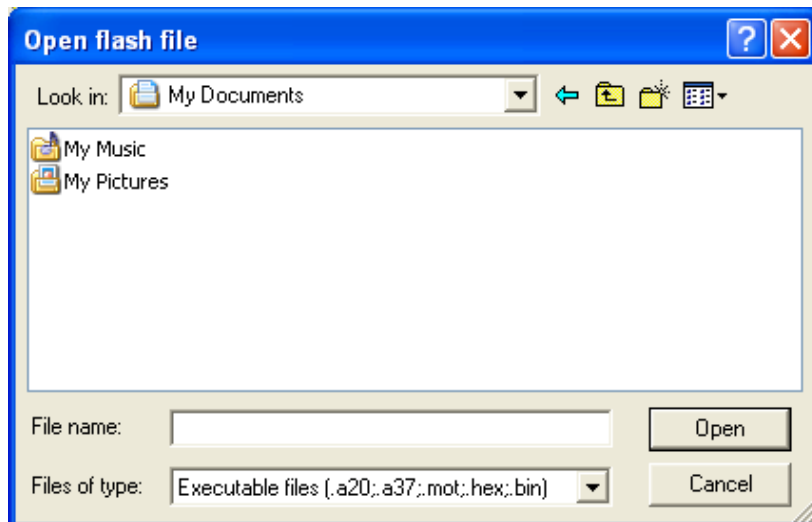 Open flash file
Look in: My Documents
My Music
My Pictures
File name:
Open
Files of type: Executable files (.a20;.a37;.mot;.hex;.bin)
Cancel